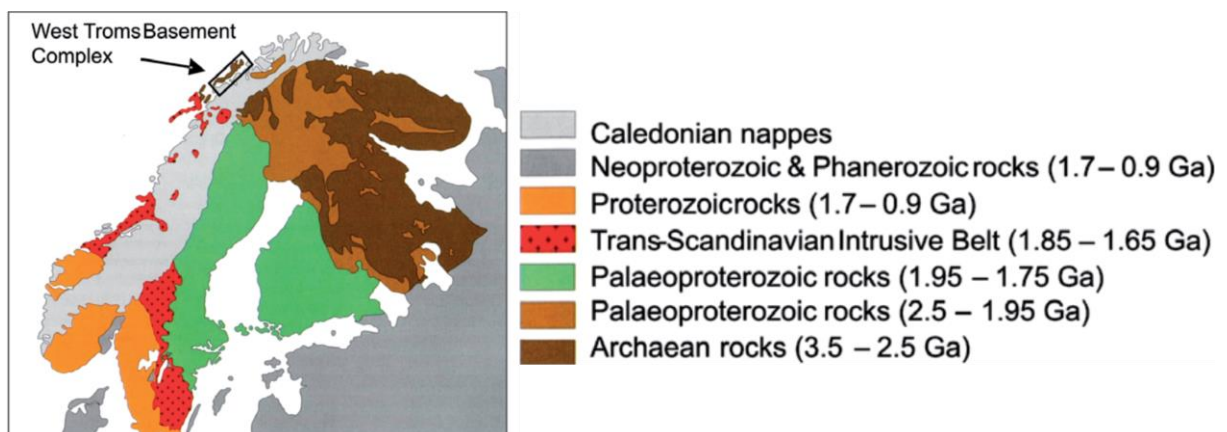 West Troms Basement
Complex
Caledonian nappes
Neoproterozoic & Phanerozoic rocks (1.7 – 0.9 Ga)
Proterozoic rocks (1.7 – 0.9 Ga)
Trans-Scandinavian Intrusive Belt (1.85 – 1.65 Ga)
Palaeoproterozoic rocks (1.95 – 1.75 Ga)
Palaeoproterozoic rocks (2.5 – 1.95 Ga)
Archaean rocks (3.5 – 2.5 Ga)